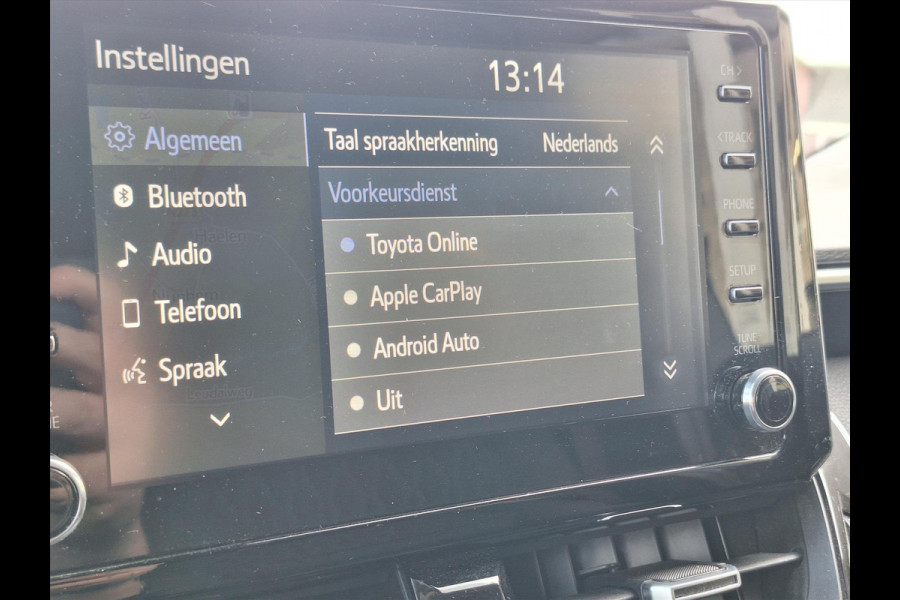 Instellingen
13:14
Algemeen
Bluetooth
Audio
Telefoon
Spraak
Taal spraakherkenning Nederlands
Voorkeursdienst
Toyota Online
Apple CarPlay
Android Auto
Uit
CH >
< TRACK
PHONE
SETUP
TUNE
SCROLL